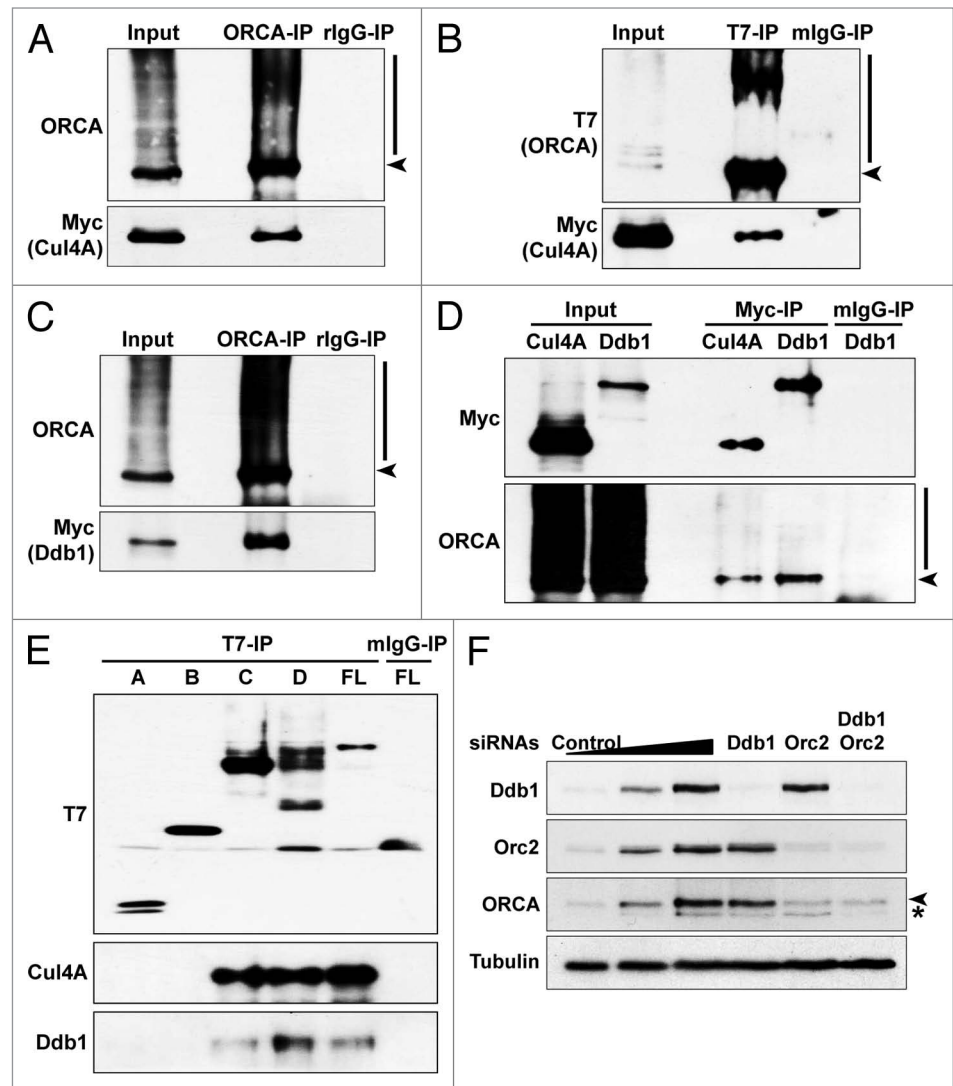 A
Input ORCA-IP rIgG-IP
ORCA
Myc
(Cul4A)
B
Input T7-IP mIgG-IP
T7
(ORCA)
Myc
(Cul4A)
C
Input ORCA-IP rIgG-IP
ORCA
Myc
(Ddb1)
D
Input Myc-IP mIgG-IP
Cul4A Ddb1 Cul4A Ddb1 Ddb1
Myc
ORCA
E
T7-IP mIgG-IP
A B C D FL FL
T7
Cul4A
Ddb1
F
Ddb1
siRNAs Control Ddb1 Orc2 Orc2
Ddb1
Orc2
ORCA
*
Tubulin